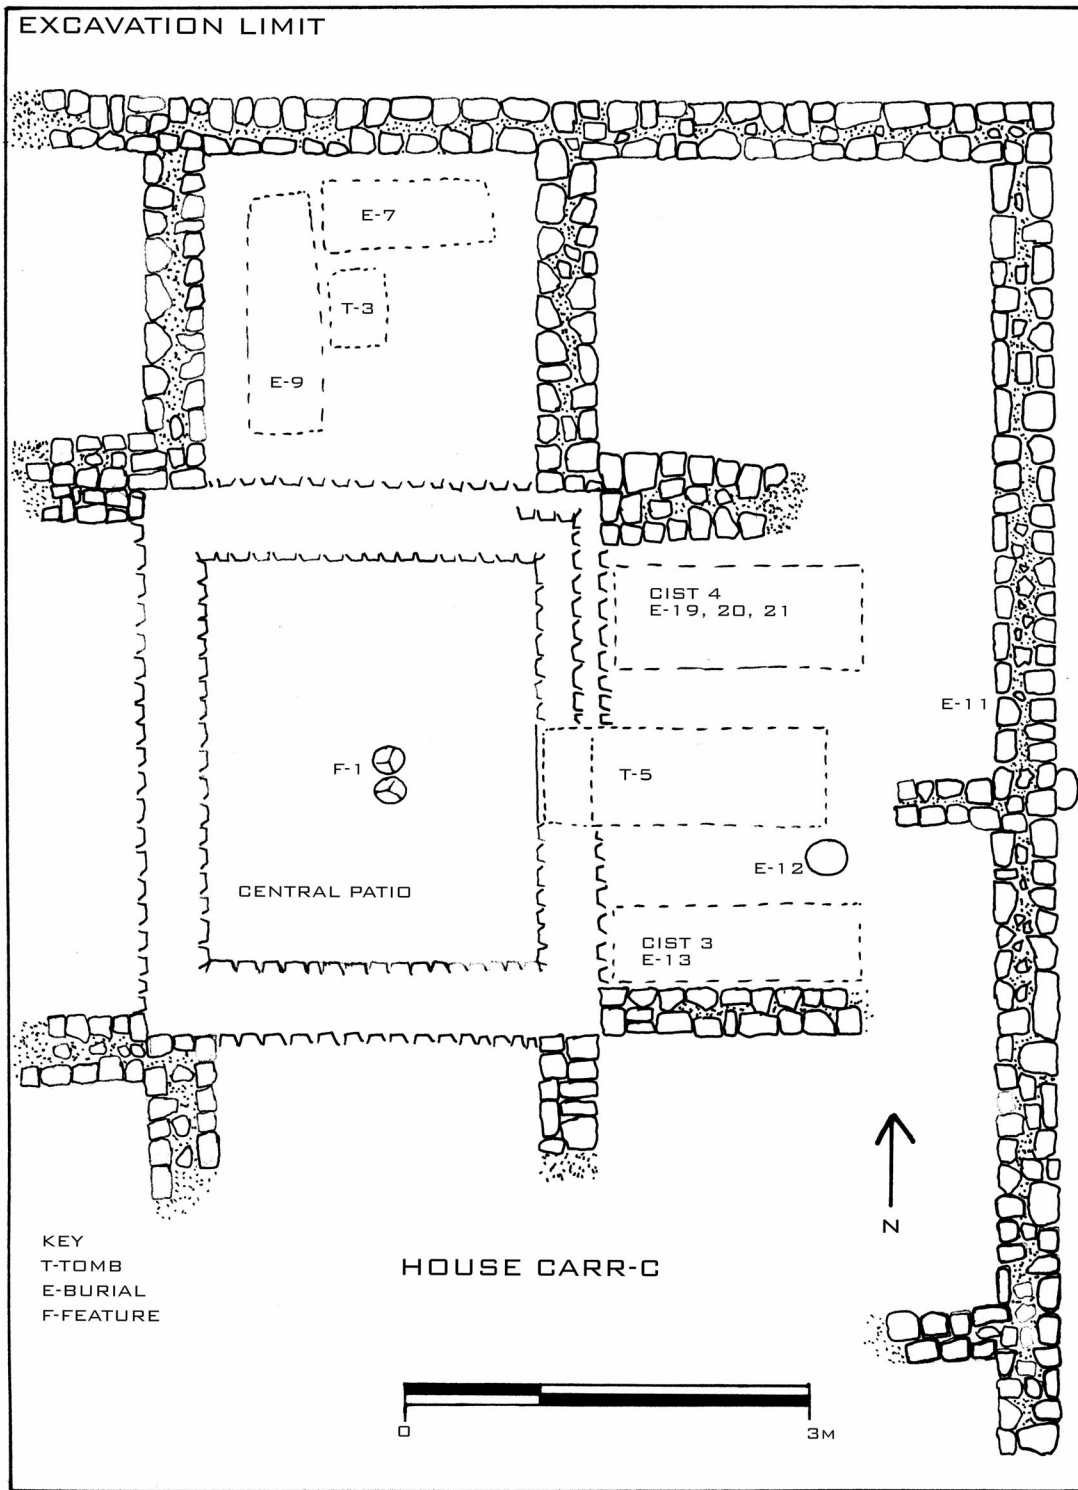 EXCAVATION LIMIT
E-7
T-3
E-9
CIST 4
E-19, 20, 21
E-11
F-1
T-5
E-12
CENTRAL PATIO
CIST 3
E-13
N
KEY
T-TOMB
E-BURIAL
F-FEATURE
HOUSE CARR-C
0
3M